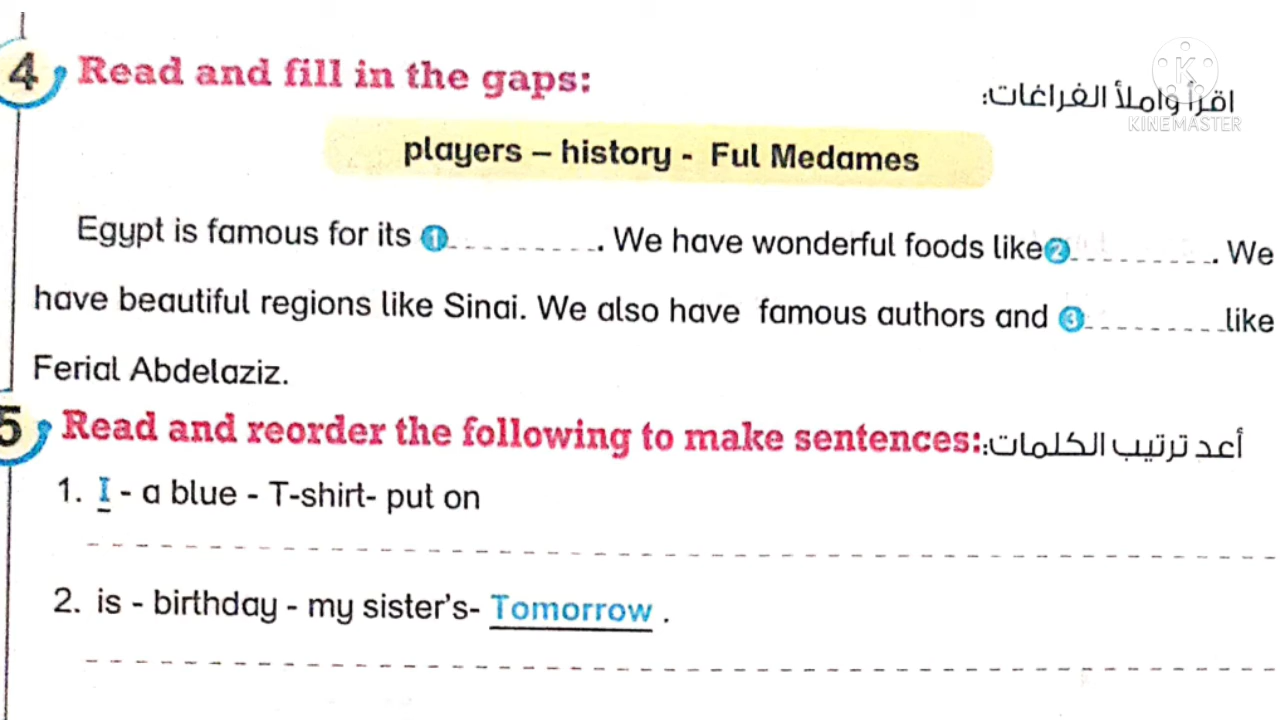 4 Read and fill in the gaps: اقرأ واملأ الفراغات:
K
KINEMASTER
players – history - Ful Medames
Egypt is famous for its 1 _ _ _ _ _ _ _ _ _. We have wonderful foods like 2 _ _ _ _ _ _ _ _ _. We
have beautiful regions like Sinai. We also have famous authors and 3 _ _ _ _ _ _ _ _ _ like
Ferial Abdelaziz.
5 Read and reorder the following to make sentences: أعد ترتيب الكلمات:
1. I - a blue - T-shirt- put on
2. is - birthday - my sister's- Tomorrow .